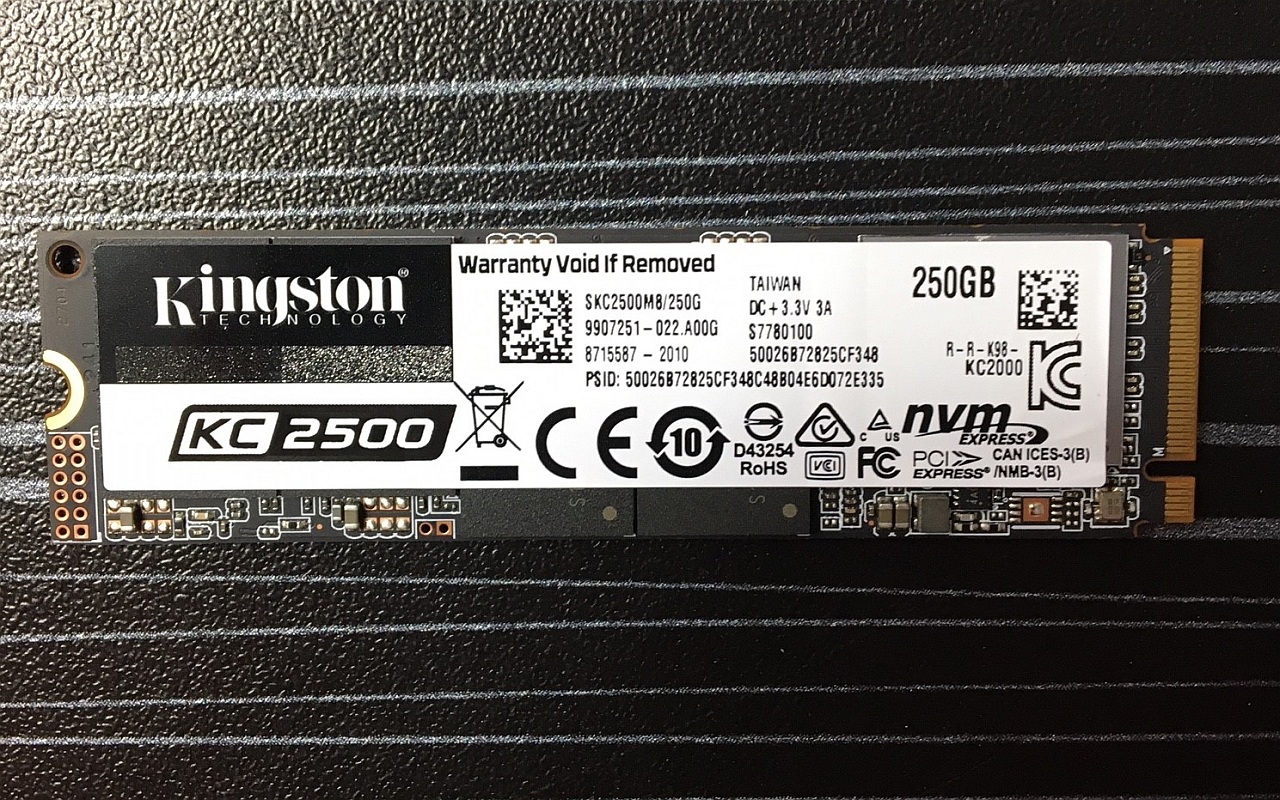 Kingston®
TECHNOLOGY
KC 2500
Warranty Void If Removed
SKC2500M8/250G
9907251-022.A00G
8715587 - 2010
PSID: 50026B72825CF348C48B04E6D072E335
TAIWAN
DC+3.3V 3A
S7780100
50026B72825CF348
250GB
R-R-K98-
KC2000
CE
10
D43254
RoHS
VCI
C US
FC
nvm
EXPRESS®
PCI
EXPRESS®
CAN ICES-3(B)
/NMB-3(B)
M